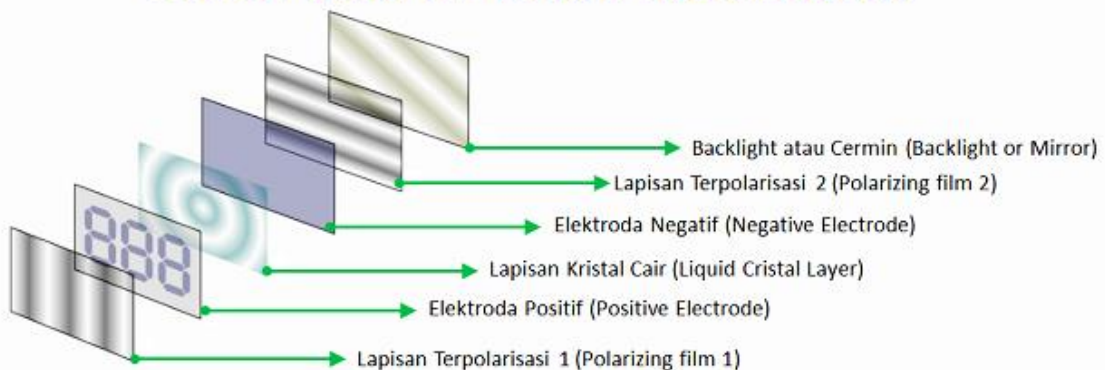 Backlight atau Cermin (Backlight or Mirror)
Lapisan Terpolarisasi 2 (Polarizing film 2)
Elektroda Negatif (Negative Electrode)
Lapisan Kristal Cair (Liquid Cristal Layer)
888
Elektroda Positif (Positive Electrode)
Lapisan Terpolarisasi 1 (Polarizing film 1)